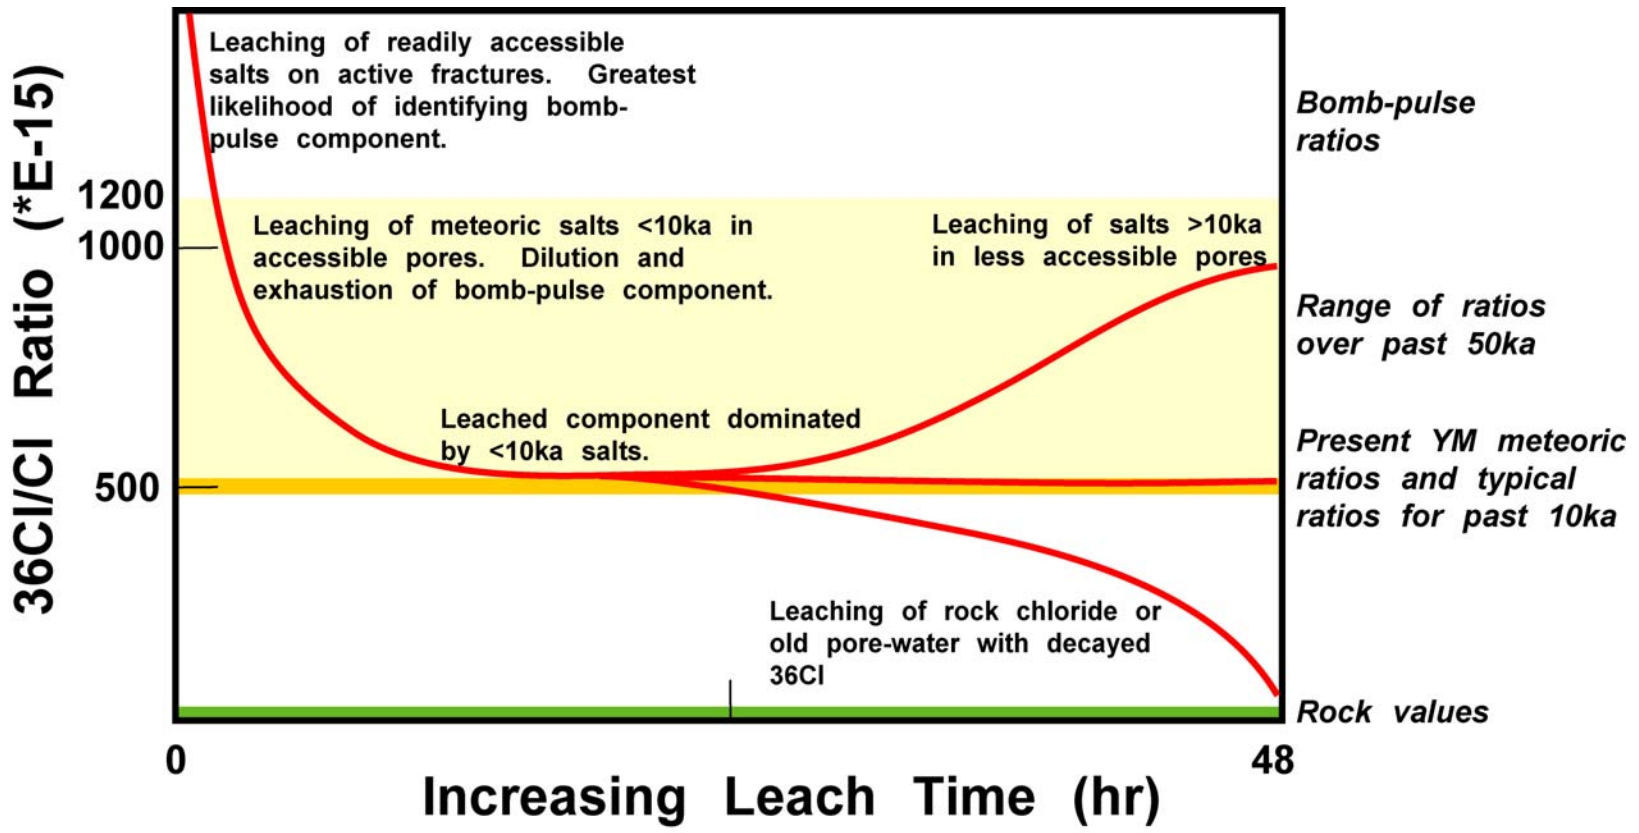 Leaching of readily accessible
salts on active fractures. Greatest
likelihood of identifying bomb-
pulse component.
Bomb-pulse
ratios
36Cl/Cl Ratio (*E-15)
1200
1000
500
Leaching of meteoric salts <10ka in
accessible pores. Dilution and
exhaustion of bomb-pulse component.
Leaching of salts >10ka
in less accessible pores
Range of ratios
over past 50ka
Leached component dominated
by <10ka salts.
Present YM meteoric
ratios and typical
ratios for past 10ka
Leaching of rock chloride or
old pore-water with decayed
36Cl
Rock values
0
48
Increasing Leach Time (hr)